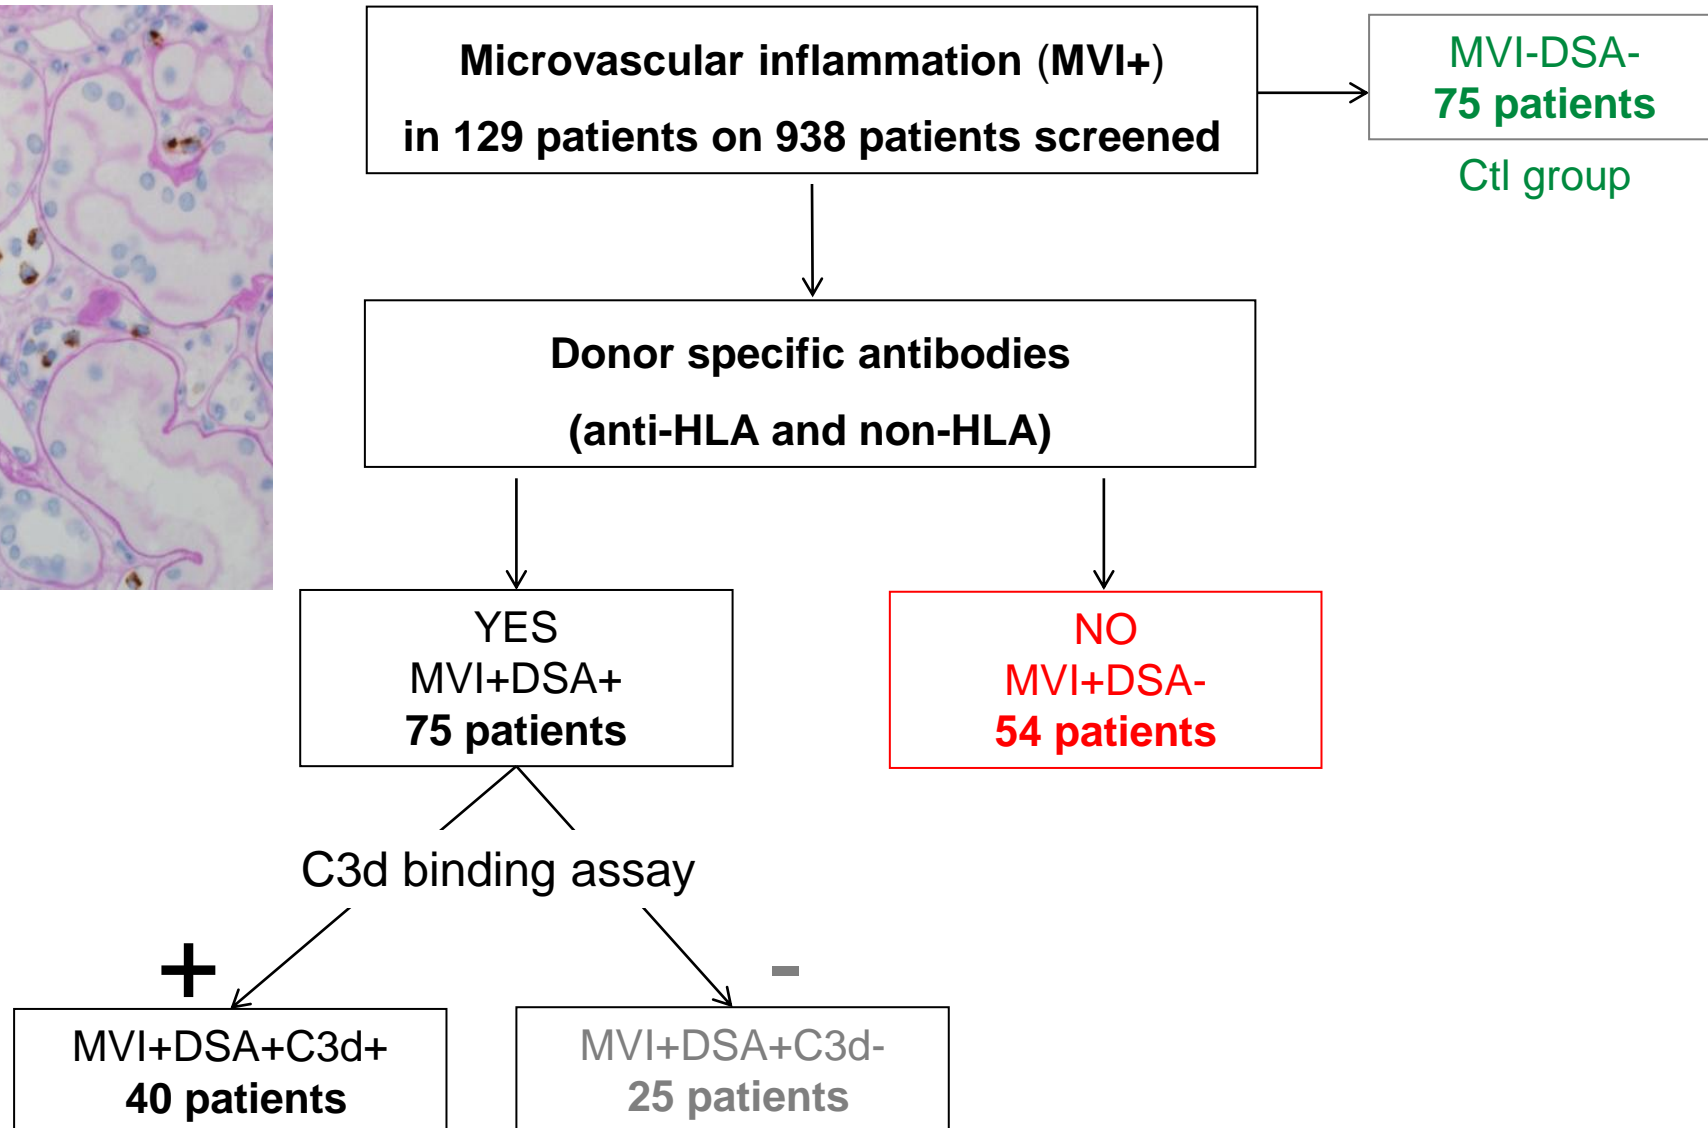 Microvascular inflammation (MVI+)
in 129 patients on 938 patients screened
MVI-DSA-
75 patients
Ctl group
Donor specific antibodies
(anti-HLA and non-HLA)
YES
MVI+DSA+
75 patients
NO
MVI+DSA-
54 patients
C3d binding assay
+
-
MVI+DSA+C3d+
40 patients
MVI+DSA+C3d-
25 patients